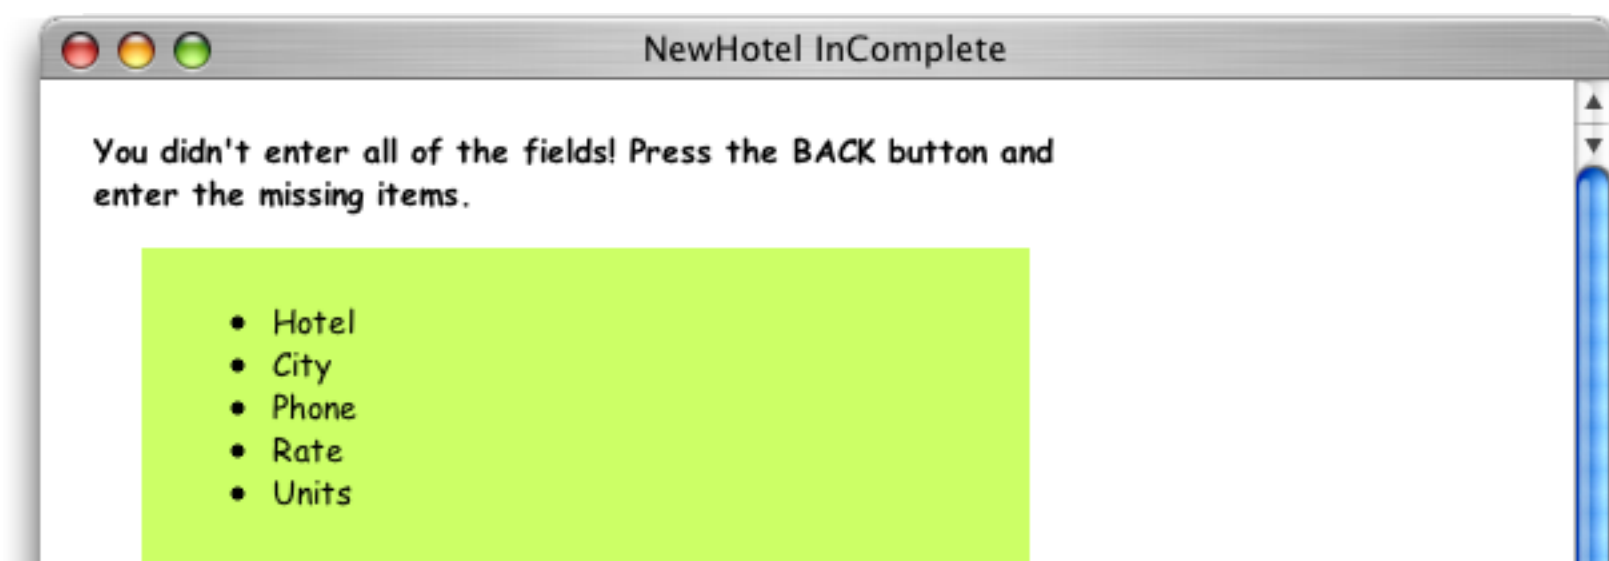 NewHotel InComplete
You didn't enter all of the fields! Press the BACK button and
enter the missing items.
• Hotel
• City
• Phone
• Rate
• Units